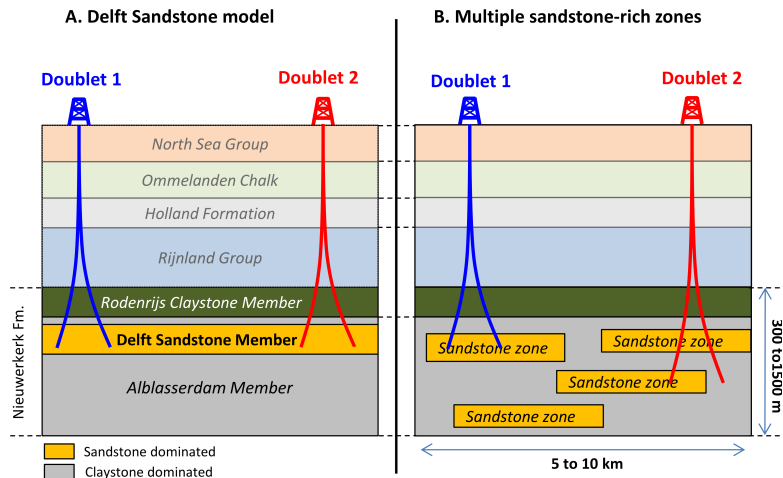 A. Delft Sandstone model
B. Multiple sandstone-rich zones
Doublet 1
Doublet 2
Doublet 1
Doublet 2
North Sea Group
Ommelanden Chalk
Holland Formation
Rijnland Group
Rodenrijs Claystone Member
Delft Sandstone Member
Alblasserdam Member
Nieuwerkerk Fm.
Sandstone zone
Sandstone zone
Sandstone zone
Sandstone zone
300 to1500 m
5 to 10 km
Sandstone dominated
Claystone dominated